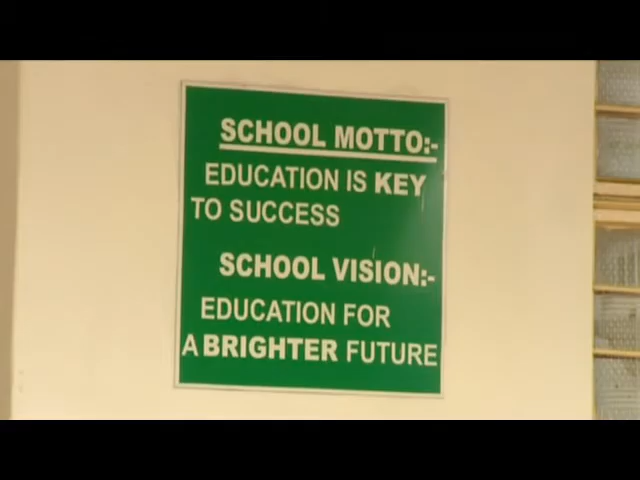 SCHOOL MOTTO:-
EDUCATION IS KEY
TO SUCCESS
SCHOOL VISION:-
EDUCATION FOR
A BRIGHTER FUTURE